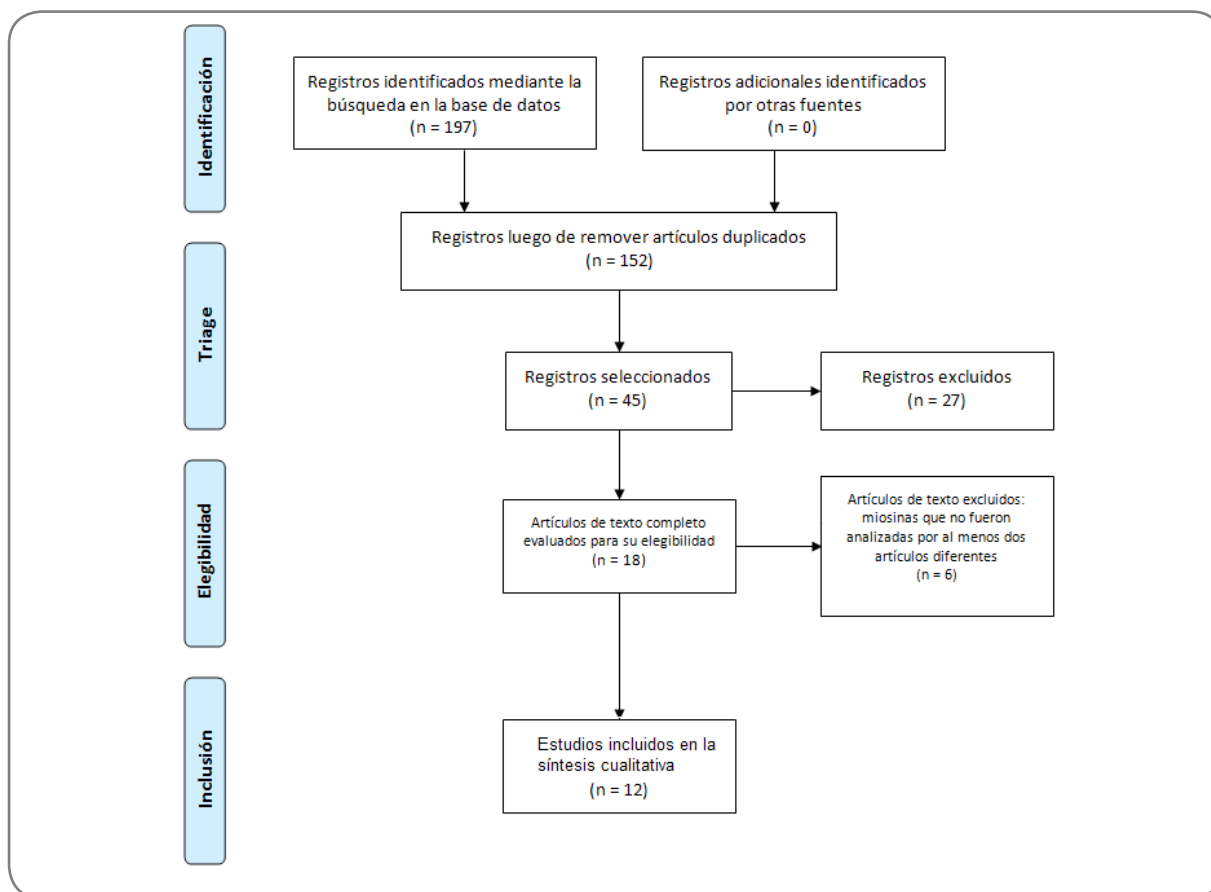 Identificación
Registros identificados mediante la
búsqueda en la base de datos
(n = 197)
Registros adicionales identificados
por otras fuentes
(n = 0)
Registros luego de remover artículos duplicados
(n = 152)
Triage
Registros seleccionados
(n = 45)
Registros excluidos
(n = 27)
Elegibilidad
Artículos de texto completo
evaluados para su elegibilidad
(n = 18)
Artículos de texto excluidos:
miosinas que no fueron
analizadas por al menos dos
artículos diferentes
(n = 6)
Inclusión
Estudios incluidos en la
síntesis cualitativa
(n = 12)